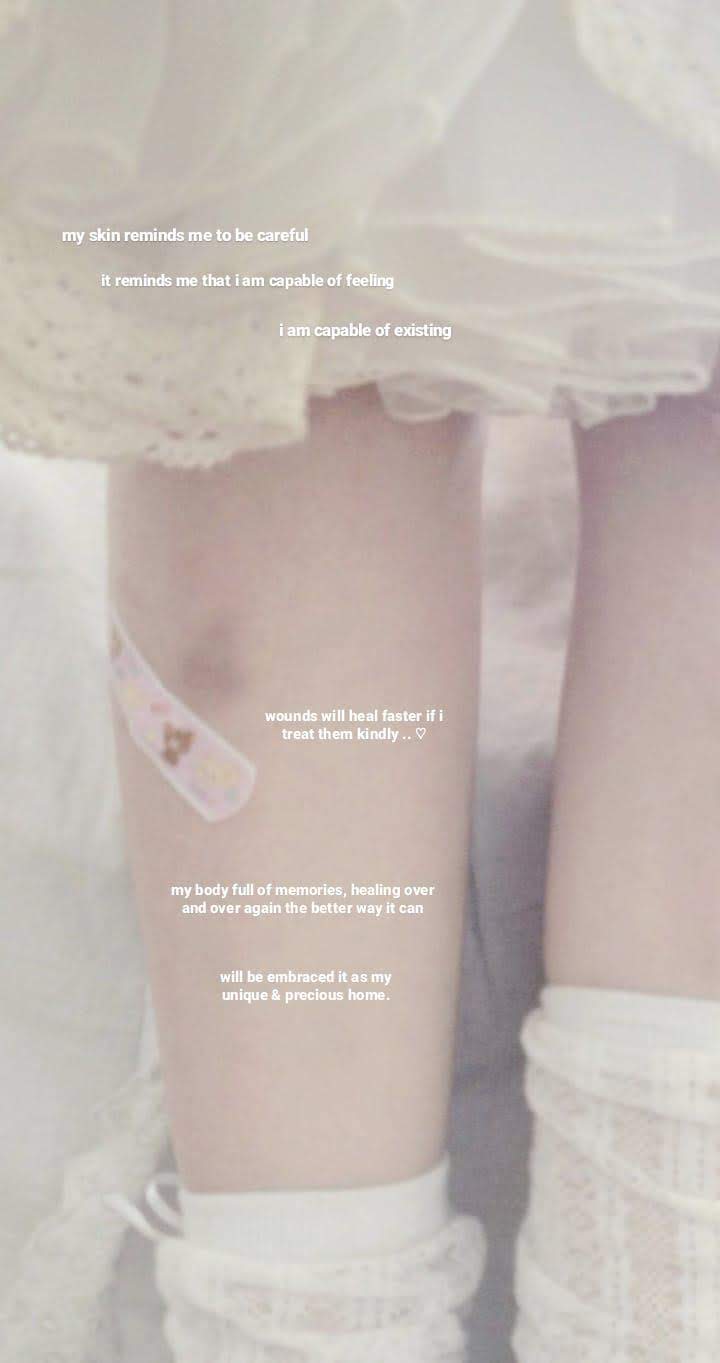 my skin reminds me to be careful
it reminds me that i am capable of feeling
i am capable of existing
wounds will heal faster if i
treat them kindly .. ♡
my body full of memories, healing over
and over again the better way it can
will be embraced it as my
unique & precious home.